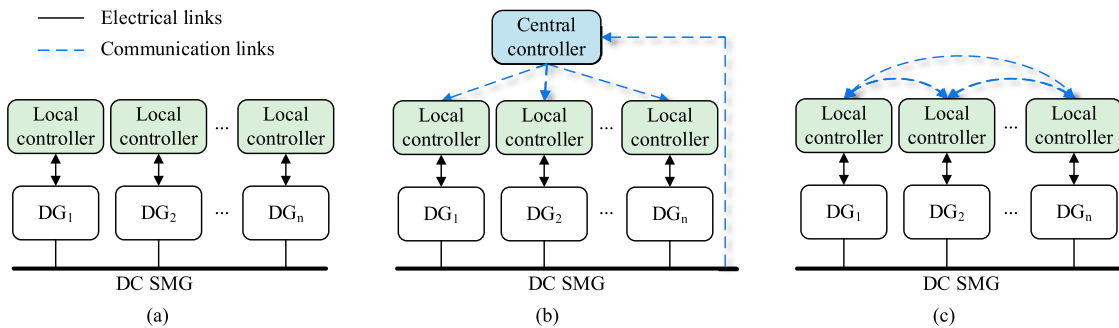 Electrical links
Communication links
Local
controller
Local
controller
...
Local
controller
DG1
DG2
...
DGn
DC SMG
(a)
Central
controller
Local
controller
Local
controller
...
Local
controller
DG1
DG2
...
DGn
DC SMG
(b)
Local
controller
Local
controller
...
Local
controller
DG1
DG2
...
DGn
DC SMG
(c)